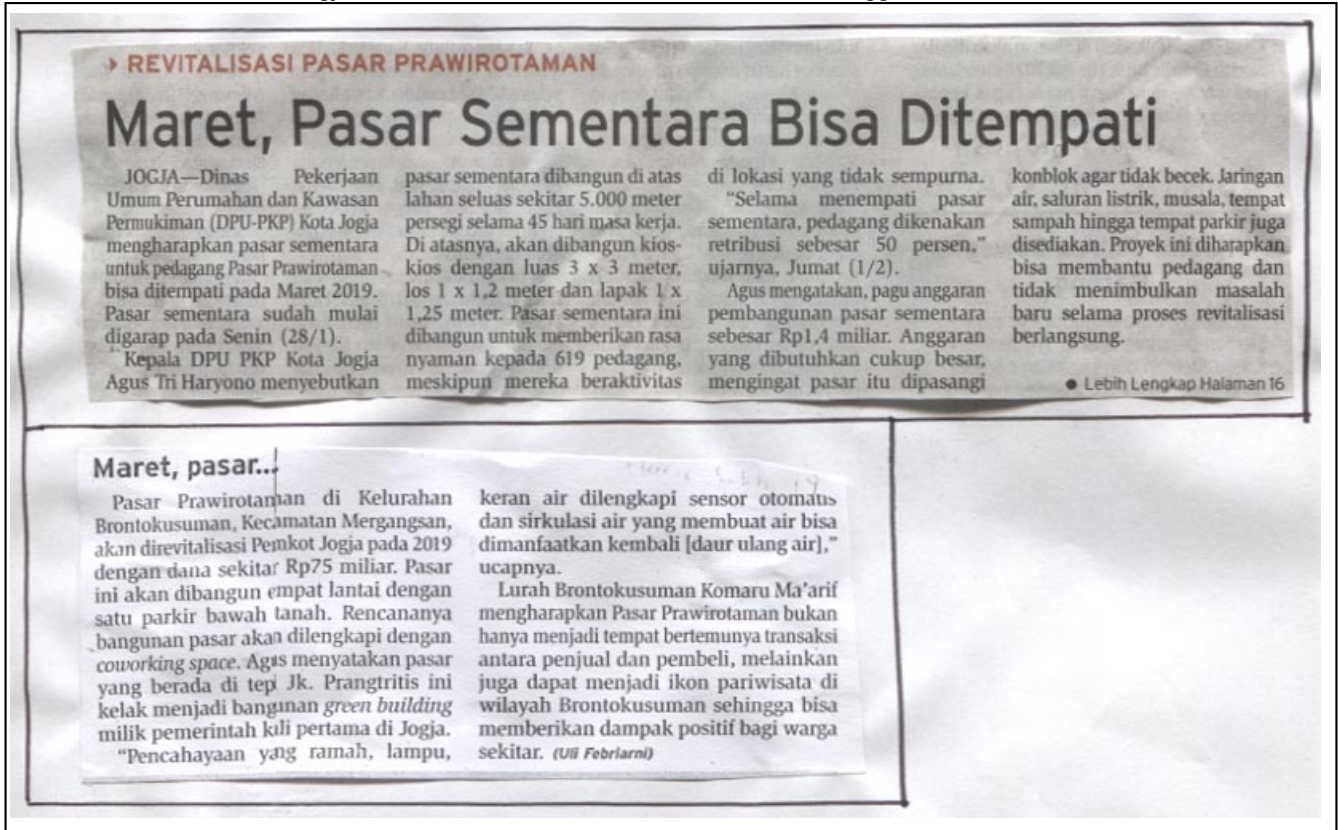 REVITALISASI PASAR PRAWIROTAMAN
Maret, Pasar Sementara Bisa Ditempati
JOGJA—Dinas Pekerjaan
Umum Perumahan dan Kawasan
Permukiman (DPU-PKP) Kota Jogja
mengharapkan pasar sementara
untuk pedagang Pasar Prawirotaman
bisa ditempati pada Maret 2019.
Pasar sementara sudah mulai
digarap pada Senin (28/1).
Kepala DPU PKP Kota Jogja
Agus Tri Haryono menyebutkan
pasar sementara dibangun di atas
lahan seluas sekitar 5.000 meter
persegi selama 45 hari masa kerja.
Di atasnya, akan dibangun kios-
kios dengan luas 3 x 3 meter,
los 1 x 1,2 meter dan lapak 1 x
1,25 meter. Pasar sementara ini
dibangun untuk memberikan rasa
nyaman kepada 619 pedagang,
meskipun mereka beraktivitas
di lokasi yang tidak sempurna.
"Selama menempati pasar
sementara, pedagang dikenakan
retribusi sebesar 50 persen,"
ujarnya, Jumat (1/2).
Agus mengatakan, pagu anggaran
pembangunan pasar sementara
sebesar Rp1,4 miliar. Anggaran
yang dibutuhkan cukup besar,
mengingat pasar itu dipasangi
konblok agar tidak becek. Jaringan
air, saluran listrik, musala, tempat
sampah hingga tempat parkir juga
disediakan. Proyek ini diharapkan
bisa membantu pedagang dan
tidak menimbulkan masalah
baru selama proses revitalisasi
berlangsung.
● Lebih Lengkap Halaman 16
Maret, pasar...
Pasar Prawirotaman di Kelurahan
Brontokusuman, Kecamatan Mergangsan,
akan direvitalisasi Pemkot Jogja pada 2019
dengan dana sekitar Rp75 miliar. Pasar
ini akan dibangun empat lantai dengan
satu parkir bawah tanah. Rencananya
bangunan pasar akan dilengkapi dengan
coworking space. Agus menyatakan pasar
yang berada di tepi Jk. Prangtritis ini
kelak menjadi bangunan green building
milik pemerintah kali pertama di Jogja.
"Pencahayaan yang ramah, lampu,
keran air dilengkapi sensor otomatis
dan sirkulasi air yang membuat air bisa
dimanfaatkan kembali [daur ulang air],"
ucapnya.
Lurah Brontokusuman Komaru Ma'arif
mengharapkan Pasar Prawirotaman bukan
hanya menjadi tempat bertemunya transaksi
antara penjual dan pembeli, melainkan
juga dapat menjadi ikon pariwisata di
wilayah Brontokusuman sehingga bisa
memberikan dampak positif bagi warga
sekitar. (Uli Febriarni)